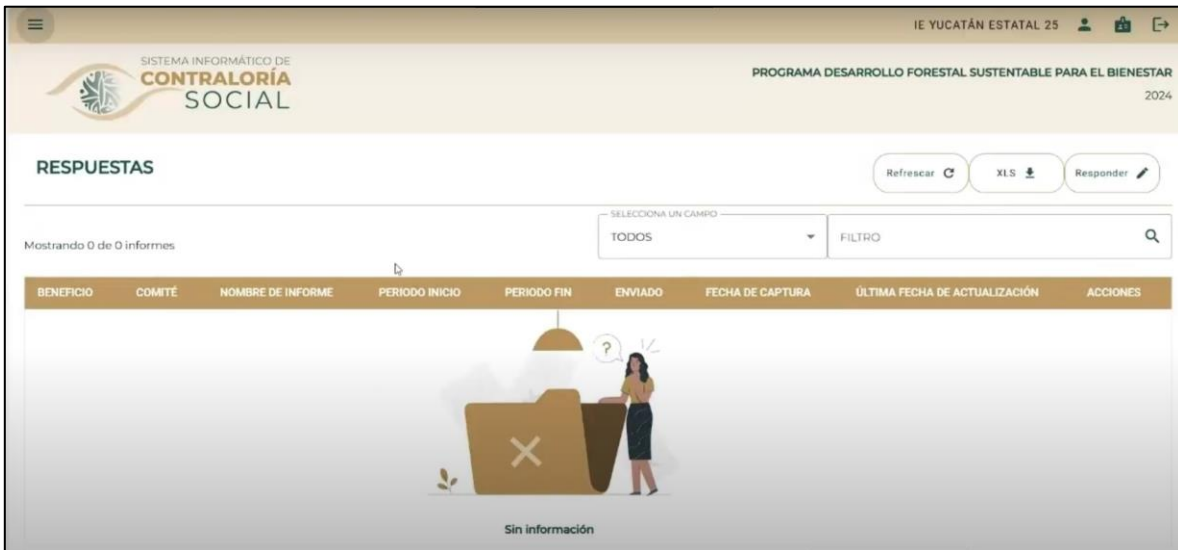 IE YUCATÁN ESTATAL 25
SISTEMA INFORMÁTICO DE
CONTRALORÍA
SOCIAL
PROGRAMA DESARROLLO FORESTAL SUSTENTABLE PARA EL BIENESTAR
2024
RESPUESTAS
Refrescar XLS Responder
SELECCIONA UN CAMPO
Mostrando 0 de 0 informes TODOS FILTRO
BENEFICIO COMITÉ NOMBRE DE INFORME PERIODO INICIO PERIODO FIN ENVIADO FECHA DE CAPTURA ÚLTIMA FECHA DE ACTUALIZACIÓN ACCIONES
?
Sin información